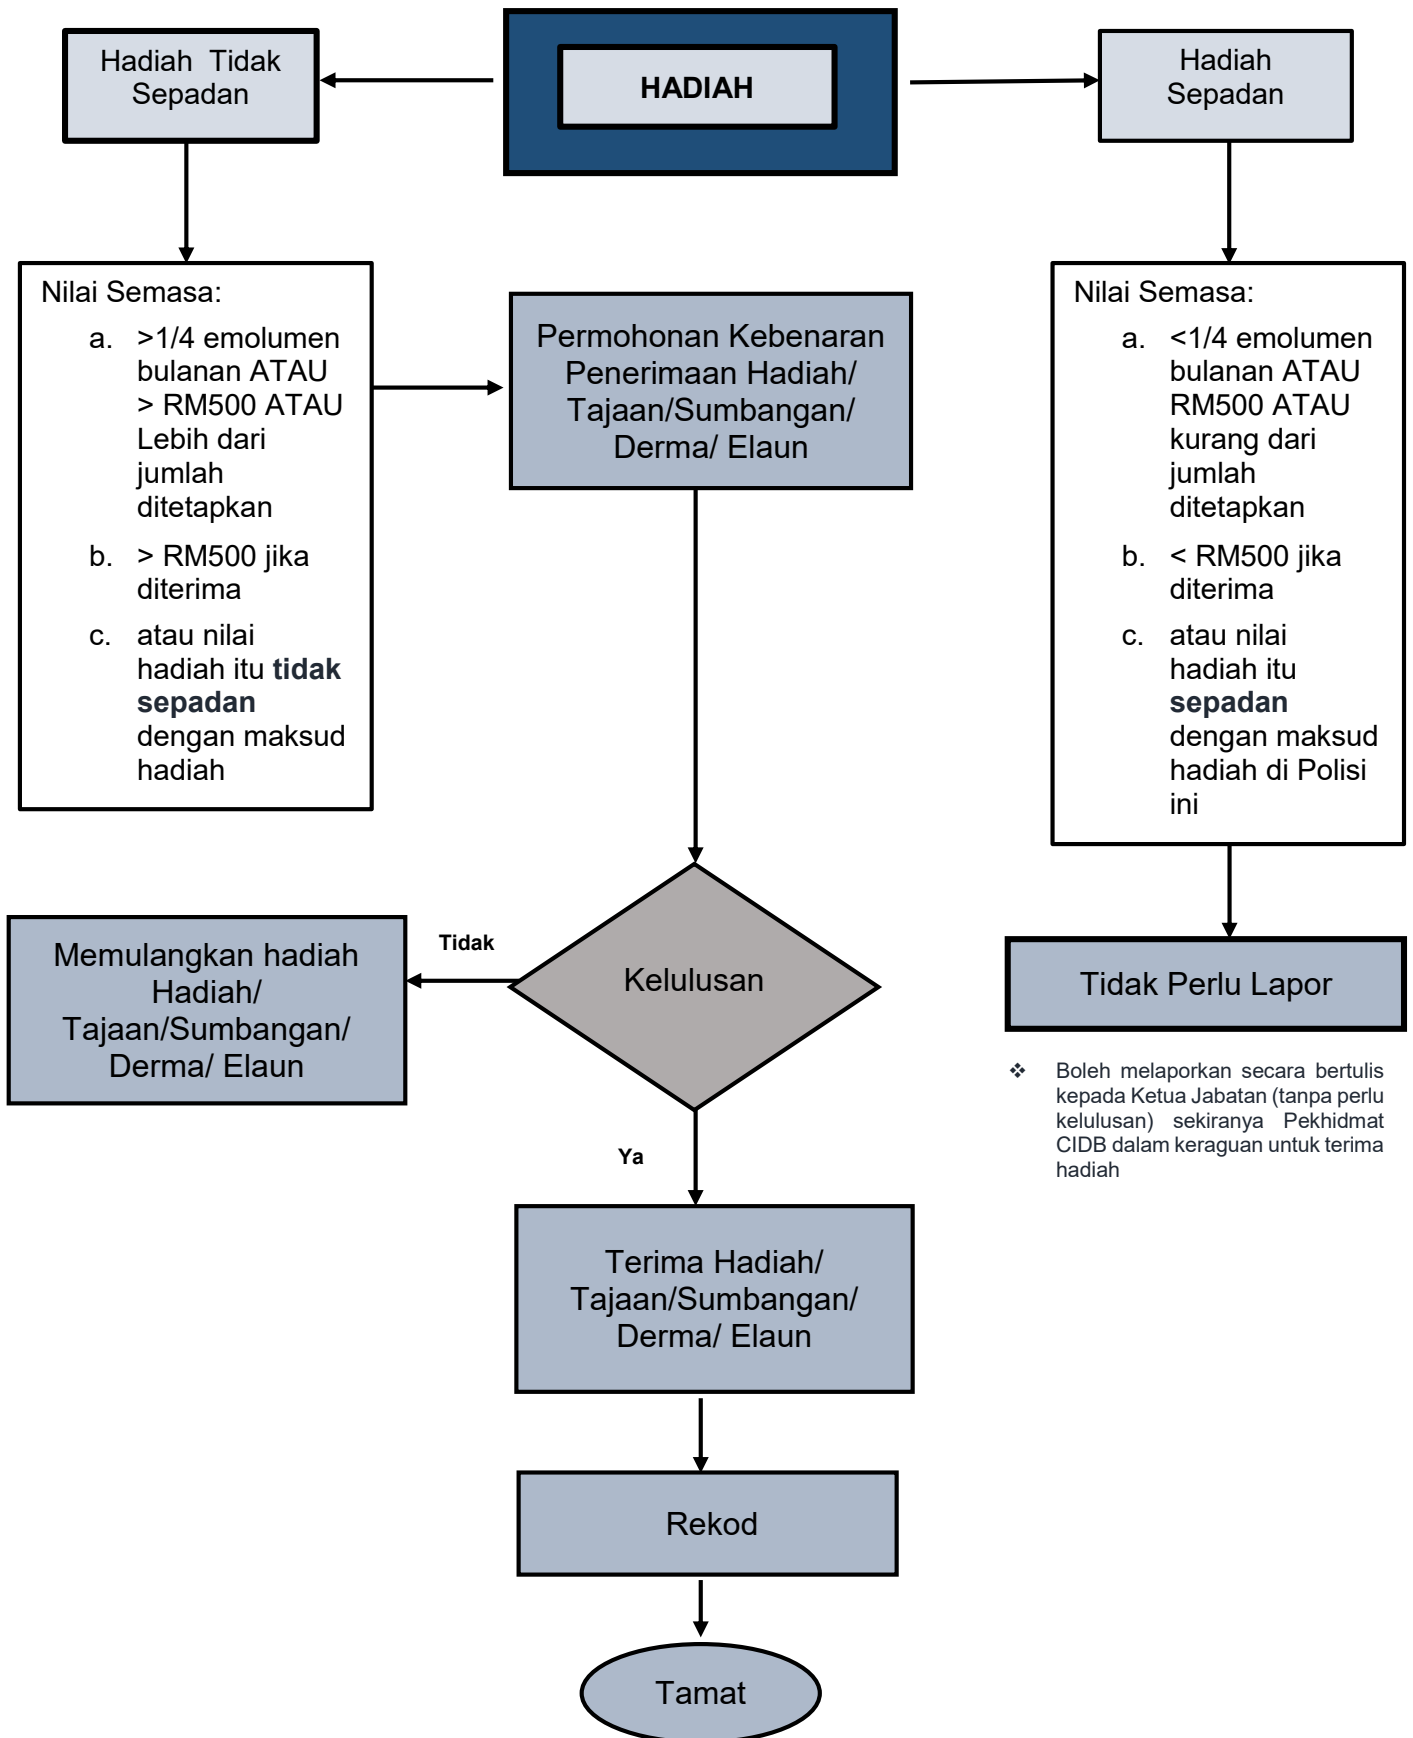 Hadiah Tidak
Sepadan
HADIAH
Hadiah
Sepadan
Nilai Semasa:
a. >1/4 emolumen
bulanan ATAU
> RM500 ATAU
Lebih dari
jumlah
ditetapkan
b. > RM500 jika
diterima
c. atau nilai
hadiah itu tidak
sepadan
dengan maksud
hadiah
Permohonan Kebenaran
Penerimaan Hadiah/
Tajaan/Sumbangan/
Derma/ Elaun
Nilai Semasa:
a. <1/4 emolumen
bulanan ATAU
RM500 ATAU
kurang dari
jumlah
ditetapkan
b. < RM500 jika
diterima
c. atau nilai
hadiah itu
sepadan
dengan maksud
hadiah di Polisi
ini
Memulangkan hadiah
Hadiah/
Tajaan/Sumbangan/
Derma/ Elaun
Tidak
Kelulusan
Tidak Perlu Lapor
❖ Boleh melaporkan secara bertulis
kepada Ketua Jabatan (tanpa perlu
kelulusan) sekiranya Pekhidmat
CIDB dalam keraguan untuk terima
hadiah
Ya
Terima Hadiah/
Tajaan/Sumbangan/
Derma/ Elaun
Rekod
Tamat